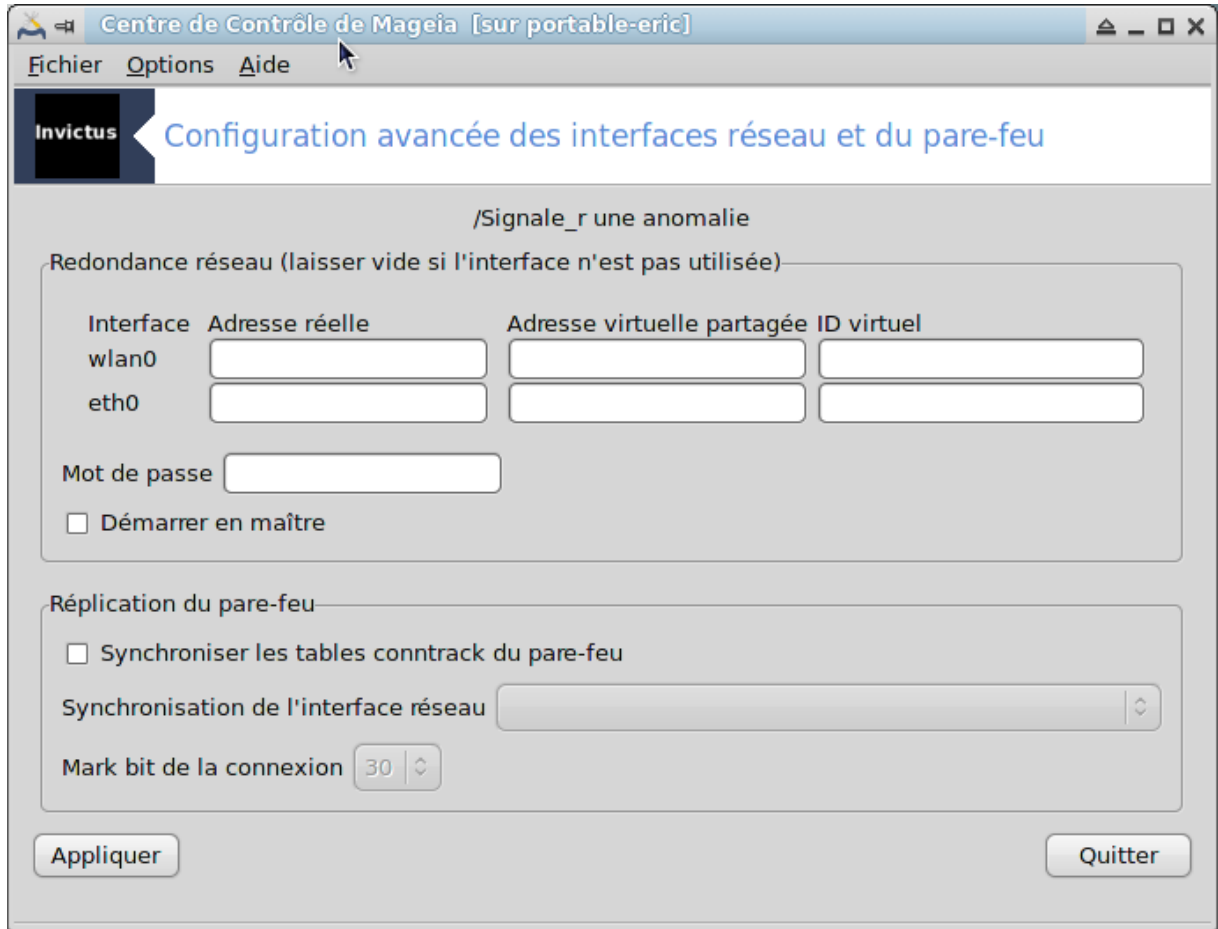 Centre de Contrôle de Mageia [sur portable-eric]
Fichier Options Aide
Invictus
Configuration avancée des interfaces réseau et du pare-feu
/Signale_r une anomalie
Redondance réseau (laisser vide si l'interface n'est pas utilisée)
Interface Adresse réelle Adresse virtuelle partagée ID virtuel
wlan0
eth0
Mot de passe
Démarrer en maître
Réplication du pare-feu
Synchroniser les tables conntrack du pare-feu
Synchronisation de l'interface réseau
Mark bit de la connexion 30
Appliquer Quitter